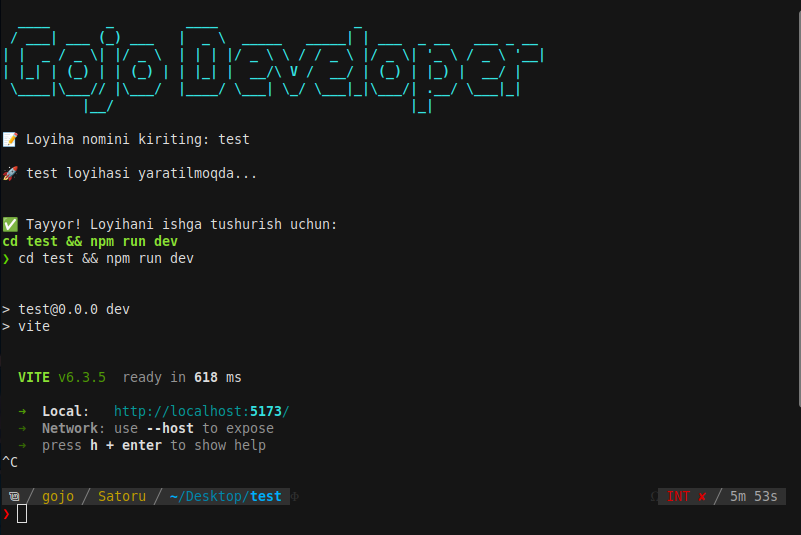 Gojo Developer
📝 Loyiha nomini kiriting: test
🚀 test loyihasi yaratilmoqda...
✅ Tayyor! Loyihani ishga tushurish uchun:
cd test && npm run dev
❯ cd test && npm run dev
> test@0.0.0 dev
> vite
VITE v6.3.5 ready in 618 ms
➜ Local: http://localhost:5173/
➜ Network: use --host to expose
➜ press h + enter to show help
^C
gojo / Satoru / ~/Desktop/test INT ✘ / 5m 53s
❯